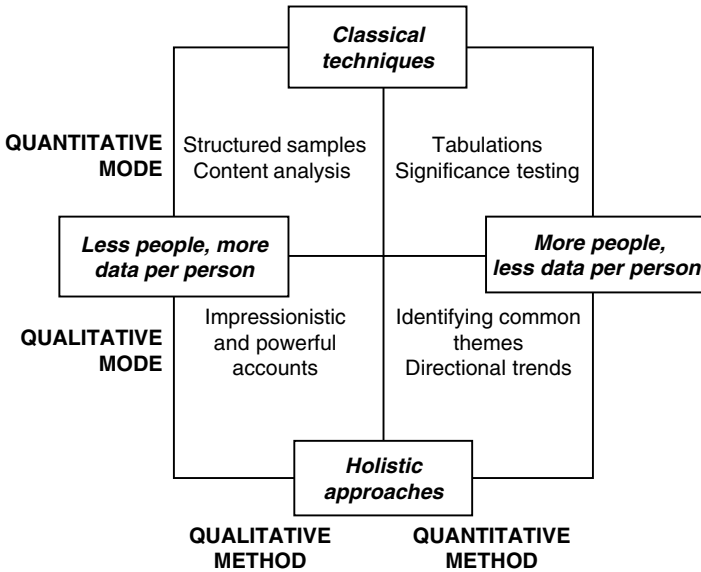 Classical
techniques
QUANTITATIVE
MODE
Structured samples
Content analysis
Tabulations
Significance testing
Less people, more
data per person
More people,
less data per person
QUALITATIVE
MODE
Impressionistic
and powerful
accounts
Identifying common
themes
Directional trends
Holistic
approaches
QUALITATIVE
METHOD
QUANTITATIVE
METHOD